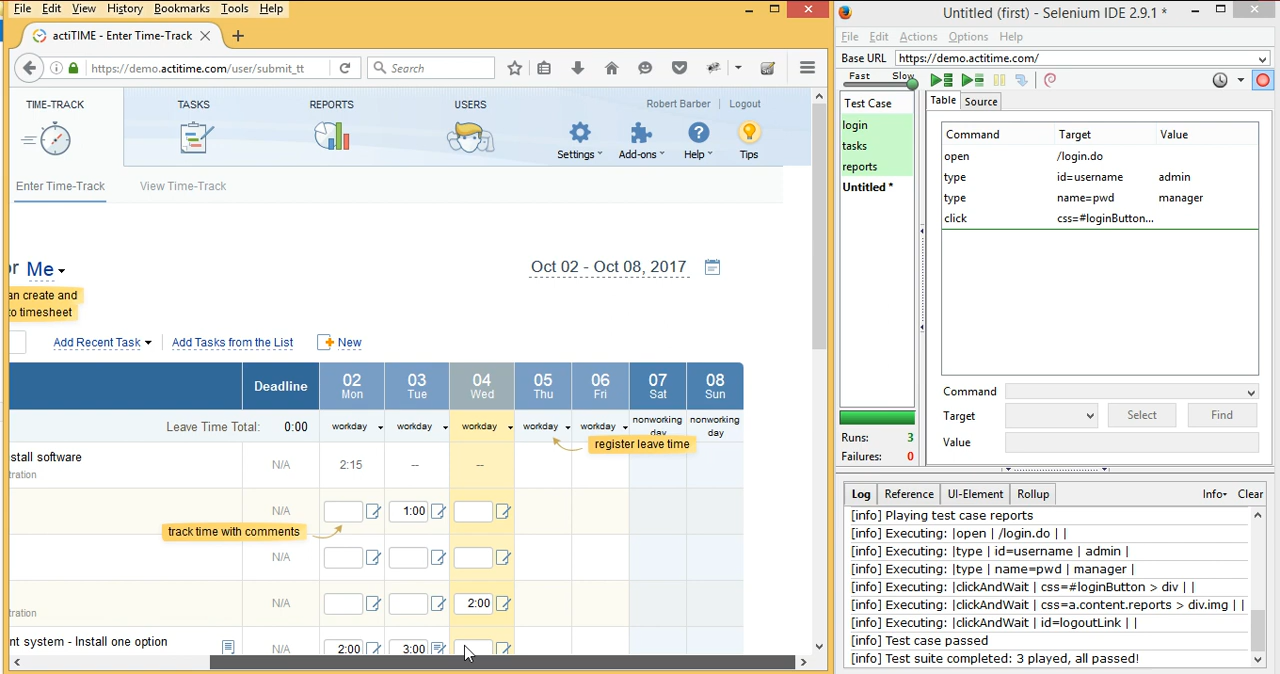 File Edit View History Bookmarks Tools Help
actiTIME - Enter Time-Track
https://demo.actitime.com/user/submit_tt
Search
TIME-TRACK
TASKS
REPORTS
USERS
Robert Barber
Logout
Settings
Add-ons
Help
Tips
Enter Time-Track
View Time-Track
or Me
Oct 02 - Oct 08, 2017
an create and
to timesheet
Add Recent Task
Add Tasks from the List
New
Deadline
02 03 04 05 06 07 08
Mon Tue Wed Thu Fri Sat Sun
Leave Time Total: 0:00 workday workday workday workday workday
nonworking day
nonworking day
register leave time
stall software
N/A 2:15 -- --
tration
N/A 1:00
track time with comments
N/A
N/A 2:00
tration
nt system - Install one option
N/A 2:00 3:00
Untitled (first) - Selenium IDE 2.9.1 *
File Edit Actions Options Help
Base URL https://demo.actitime.com/
Fast Slow
Test Case
login
tasks
reports
Untitled *
Runs: 3
Failures: 0
Table Source
Command Target Value
open /login.do
type id=username admin
type name=pwd manager
click css=#loginButton...
Command
Target Select Find
Value
Log Reference UI-Element Rollup Info Clear
[info] Playing test case reports
[info] Executing: |open | /login.do | |
[info] Executing: |type | id=username | admin |
[info] Executing: |type | name=pwd | manager |
[info] Executing: |clickAndWait | css=#loginButton > div | |
[info] Executing: |clickAndWait | css=a.content.reports > div.img | |
[info] Executing: |clickAndWait | id=logoutLink | |
[info] Test case passed
[info] Test suite completed: 3 played, all passed!